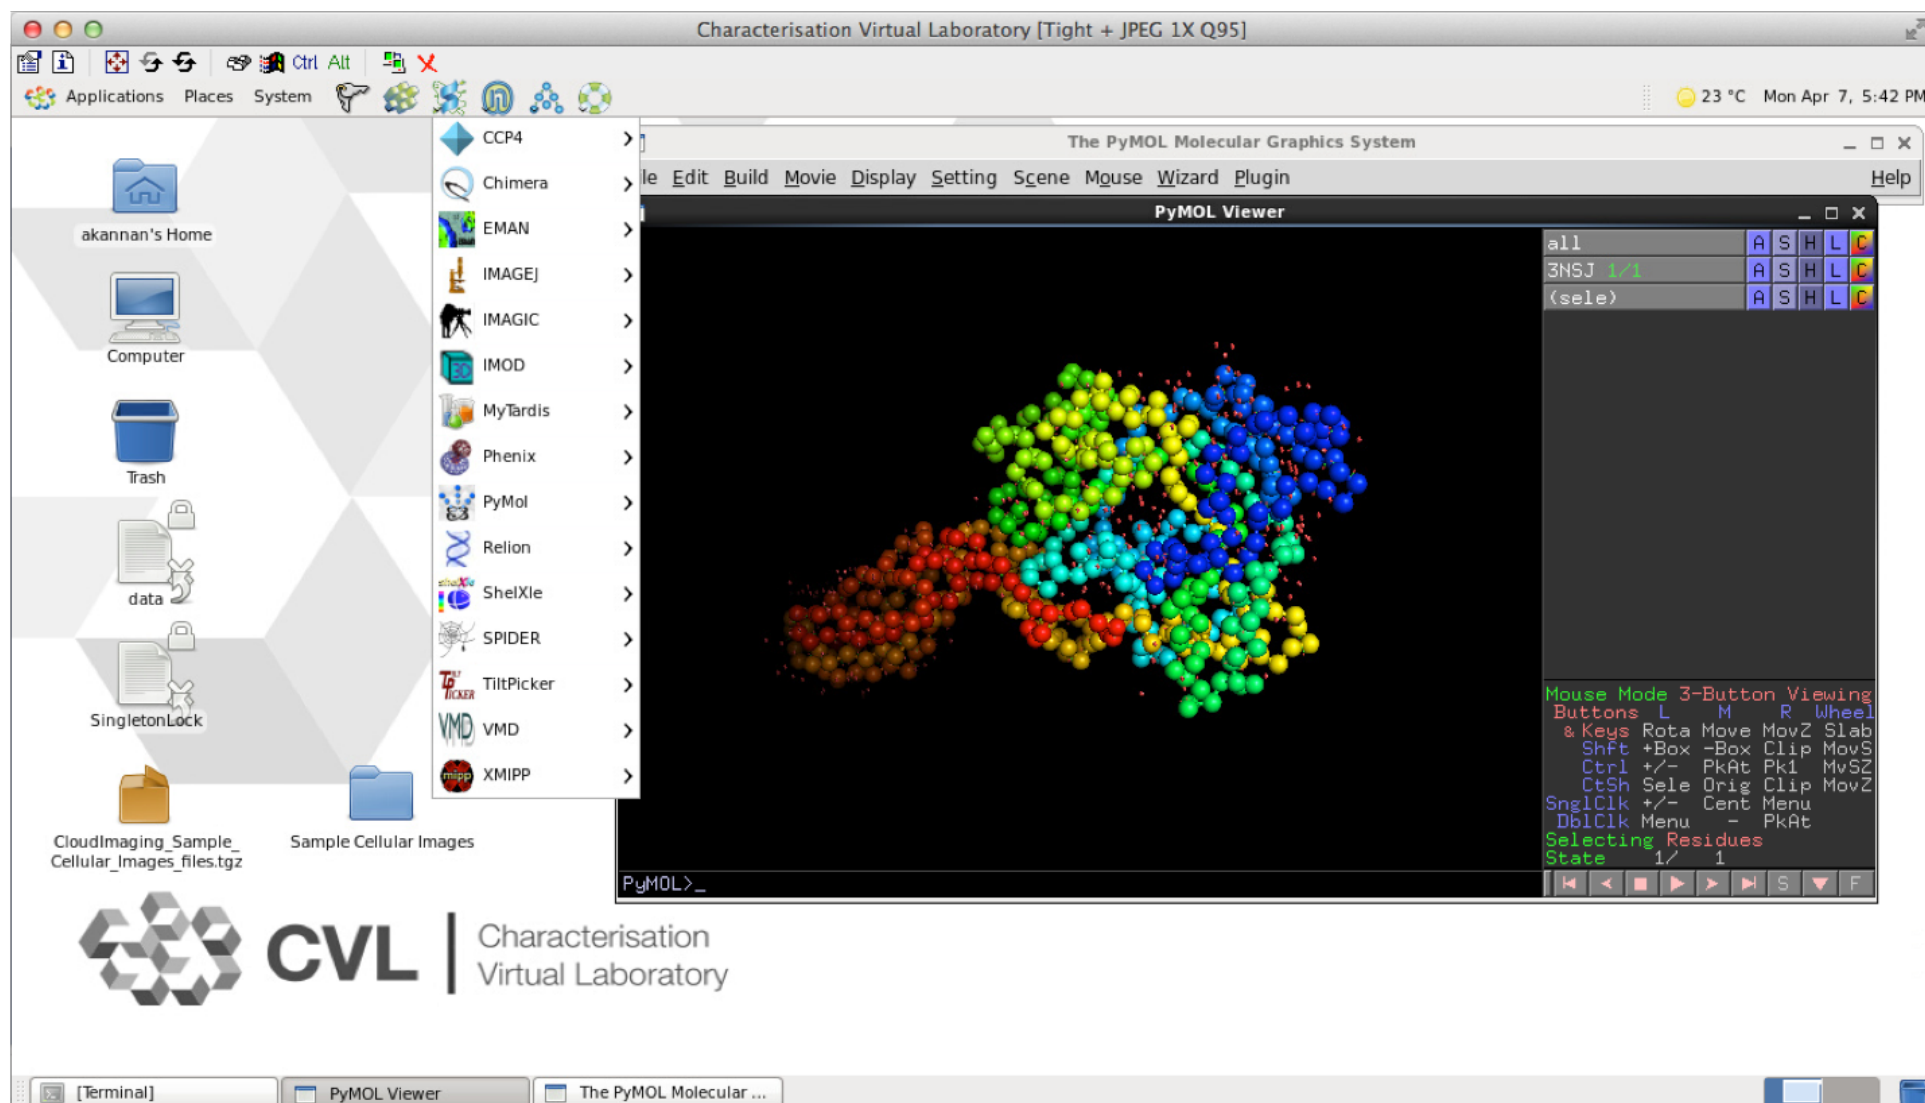 Characterisation Virtual Laboratory [Tight + JPEG 1X Q95]
Ctrl Alt
Applications Places System
23 °C Mon Apr 7, 5:42 PM
CCP4
Chimera
EMAN
IMAGEJ
IMAGIC
IMOD
MyTardis
Phenix
PyMol
Relion
ShelXle
SPIDER
TiltPicker
VMD
XMIPP
akannan's Home
Computer
Trash
data
SingletonLock
CloudImaging_Sample_
Cellular_Images_files.tgz
Sample Cellular Images
The PyMOL Molecular Graphics System
le Edit Build Movie Display Setting Scene Mouse Wizard Plugin Help
PyMOL Viewer
all A S H L C
3NSJ 1/1 A S H L C
(sele) A S H L C
Mouse Mode 3-Button Viewing
Buttons L M R Wheel
& Keys Rota Move MovZ Slab
Shft +Box -Box Clip MovS
Ctrl +/- PkAt Pk1 MvSZ
CtSh Sele Orig Clip MovZ
SnglClk +/- Cent Menu
DblClk Menu - PkAt
Selecting Residues
State 1/ 1
S F
PyMOL>_
CVL
Characterisation
Virtual Laboratory
[Terminal]
PyMOL Viewer
The PyMOL Molecular ...